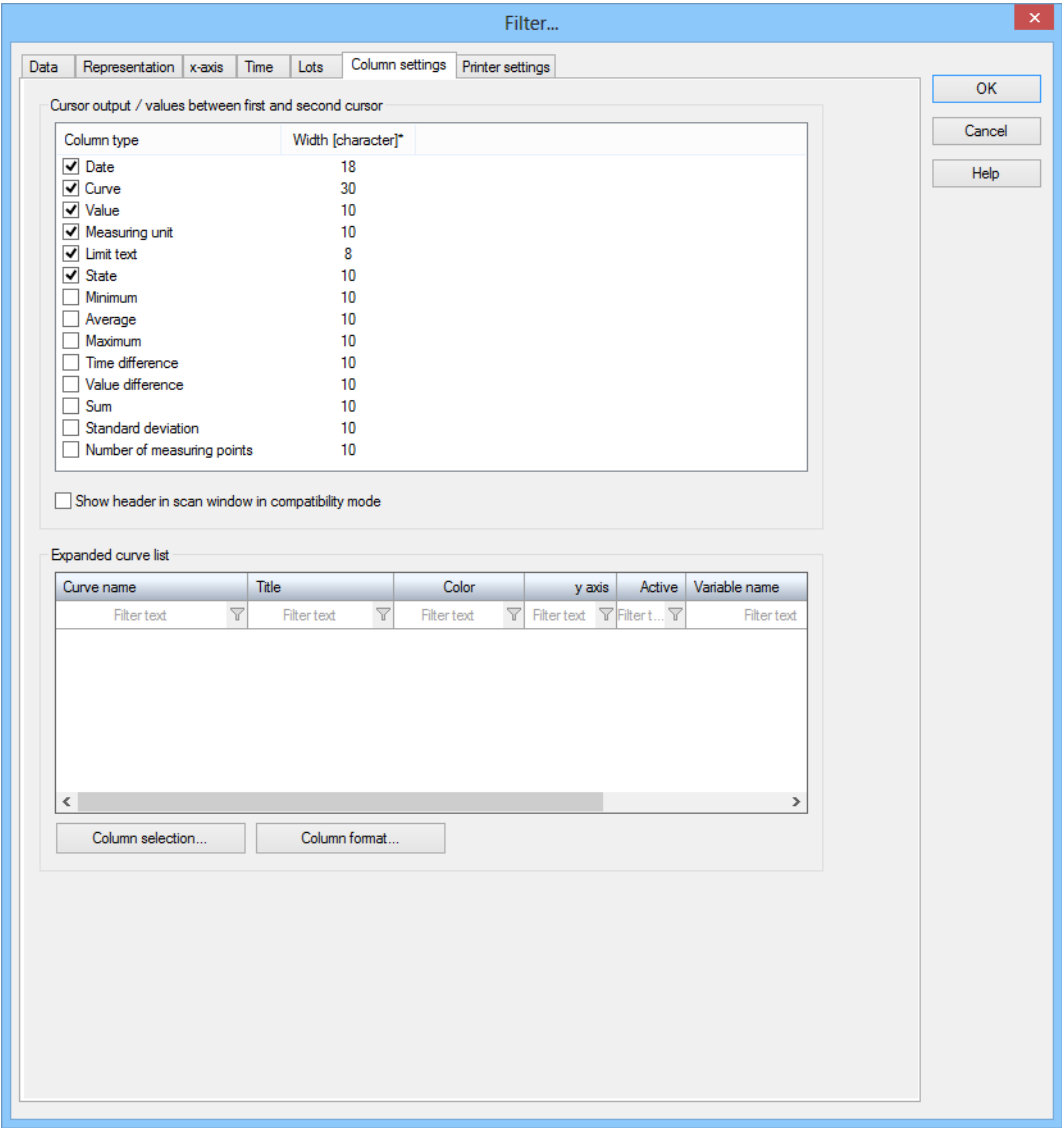 Filter...
Data Representation x-axis Time Lots Column settings Printer settings
OK
Cancel
Help
Cursor output / values between first and second cursor
Column type Width [character]*
Date 18
Curve 30
Value 10
Measuring unit 10
Limit text 8
State 10
Minimum 10
Average 10
Maximum 10
Time difference 10
Value difference 10
Sum 10
Standard deviation 10
Number of measuring points 10
Show header in scan window in compatibility mode
Expanded curve list
Curve name Title Color y axis Active Variable name
Filter text Filter text Filter text Filter text Filter t... Filter text
Column selection... Column format...